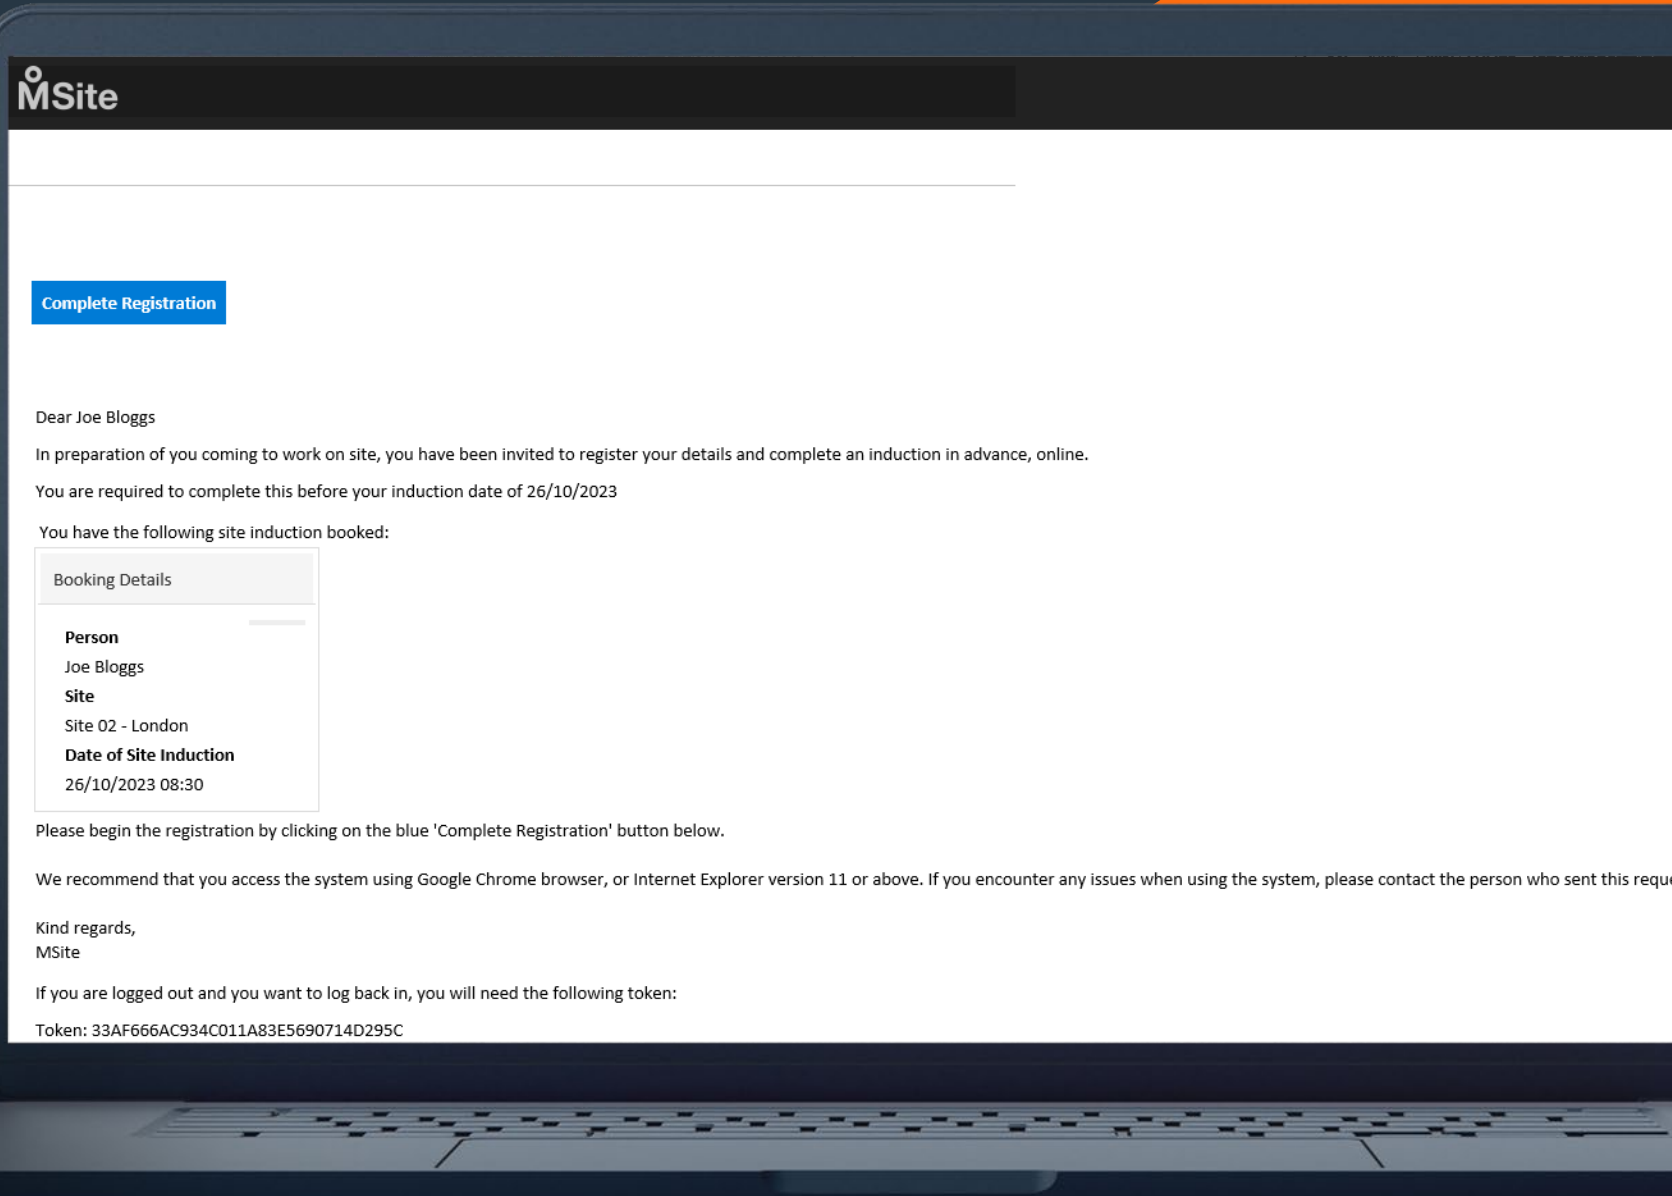 MSite
Complete Registration
Dear Joe Bloggs
In preparation of you coming to work on site, you have been invited to register your details and complete an induction in advance, online.
You are required to complete this before your induction date of 26/10/2023
You have the following site induction booked:
Booking Details
Person
Joe Bloggs
Site
Site 02 - London
Date of Site Induction
26/10/2023 08:30
Please begin the registration by clicking on the blue 'Complete Registration' button below.
We recommend that you access the system using Google Chrome browser, or Internet Explorer version 11 or above. If you encounter any issues when using the system, please contact the person who sent this
Kind regards,
MSite
If you are logged out and you want to log back in, you will need the following token:
Token: 33AF666AC934C011A83E5690714D295C